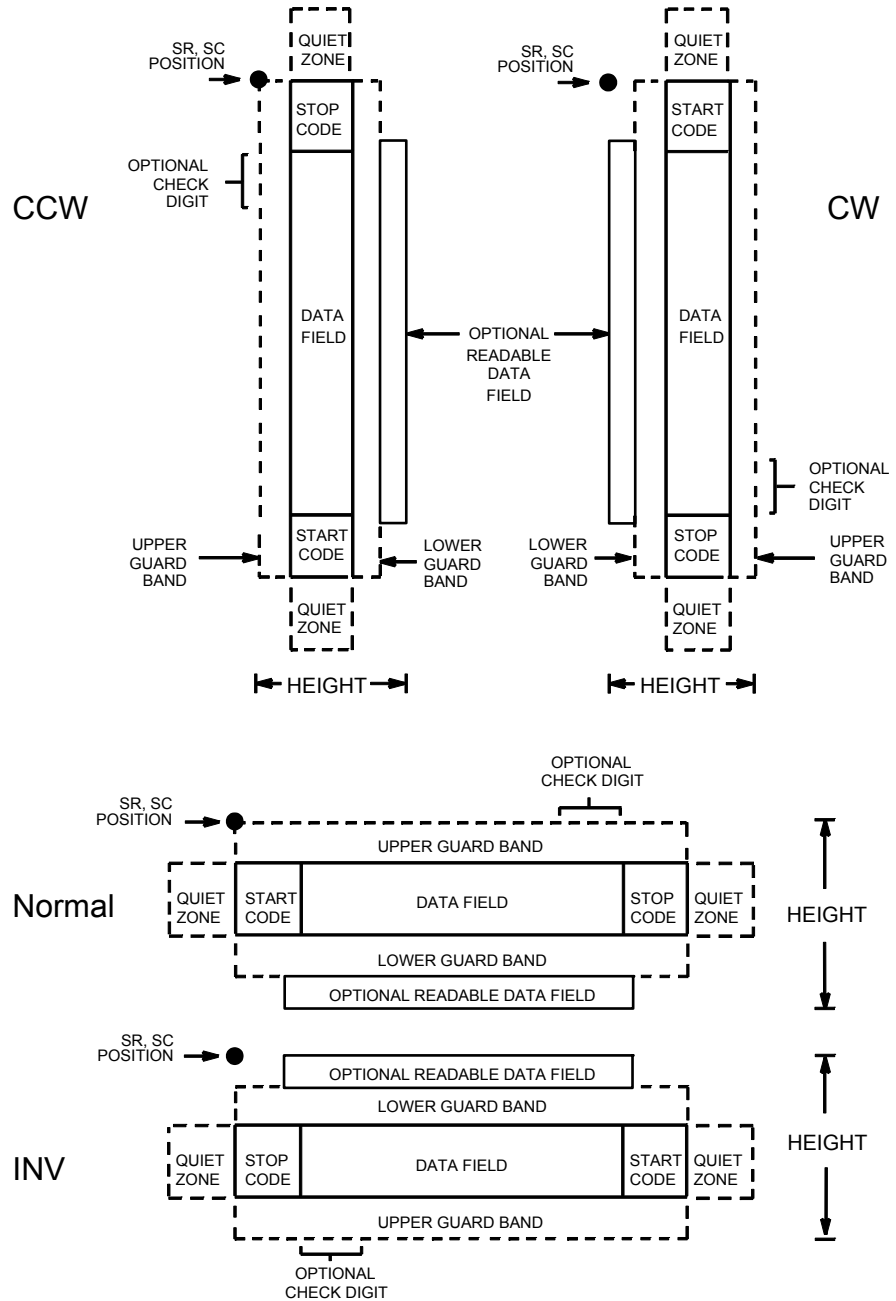 QUIET
ZONE
SR, SC
POSITION
STOP
CODE
OPTIONAL
CHECK
DIGIT
CCW
DATA
FIELD
UPPER
GUARD
BAND
START
CODE
LOWER
GUARD
BAND
QUIET
ZONE
HEIGHT
OPTIONAL
READABLE
DATA
FIELD
QUIET
ZONE
SR, SC
POSITION
START
CODE
CW
DATA
FIELD
OPTIONAL
CHECK
DIGIT
LOWER
GUARD
BAND
STOP
CODE
UPPER
GUARD
BAND
QUIET
ZONE
HEIGHT
OPTIONAL
CHECK DIGIT
SR, SC
POSITION
UPPER GUARD BAND
Normal
QUIET
ZONE
START
CODE
DATA FIELD
STOP
CODE
QUIET
ZONE
HEIGHT
LOWER GUARD BAND
OPTIONAL READABLE DATA FIELD
SR, SC
POSITION
OPTIONAL READABLE DATA FIELD
LOWER GUARD BAND
INV
QUIET
ZONE
STOP
CODE
DATA FIELD
START
CODE
QUIET
ZONE
HEIGHT
UPPER GUARD BAND
OPTIONAL
CHECK DIGIT